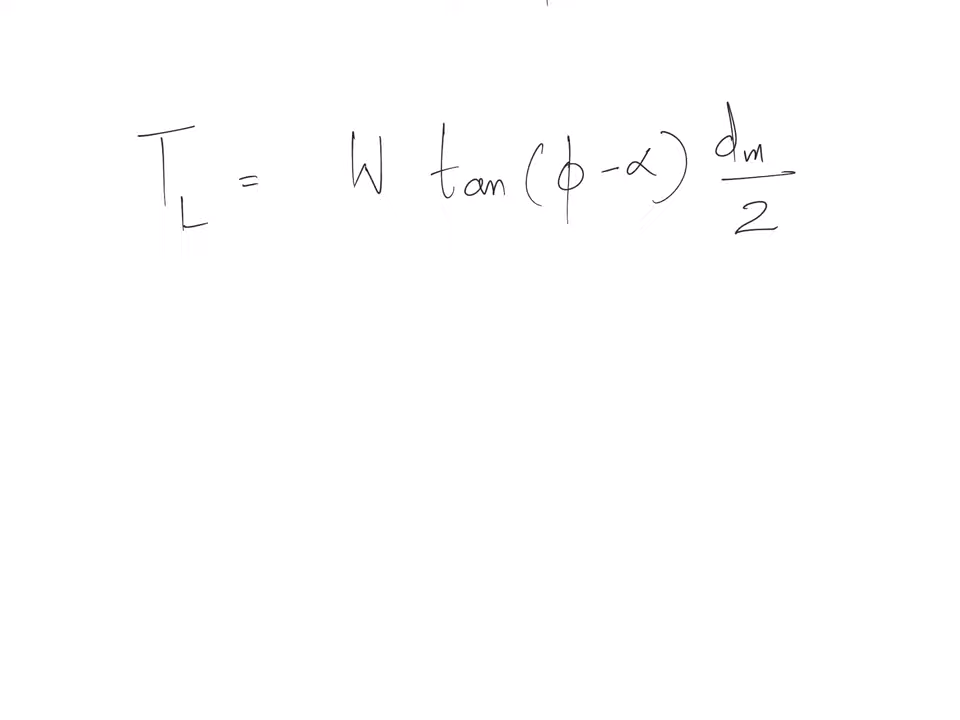 T_L = W tan(ϕ-α) d_m/2